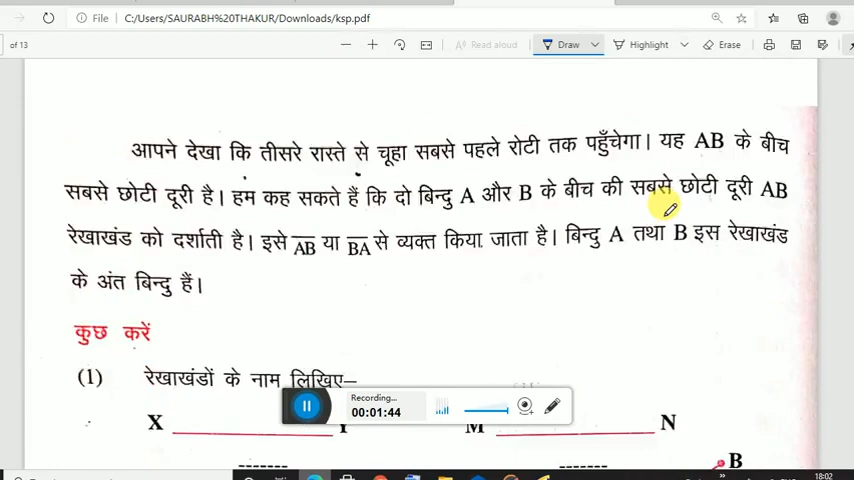 File C:/Users/SAURABH%20THAKUR/Downloads/ksp.pdf
of 13 Read aloud Draw Highlight Erase
आपने देखा कि तीसरे रास्ते से चूहा सबसे पहले रोटी तक पहुँचेगा। यह AB के बीच
सबसे छोटी दूरी है। हम कह सकते हैं कि दो बिन्दु A और B के बीच की सबसे छोटी दूरी AB
रेखाखंड को दर्शाती है। इसे AB या BA से व्यक्त किया जाता है। बिन्दु A तथा B इस रेखाखंड
के अंत बिन्दु हैं।
कुछ करें
(1) रेखाखंडों के नाम लिखिए–
Recording...
00:01:44
X Y M N
B
18:02